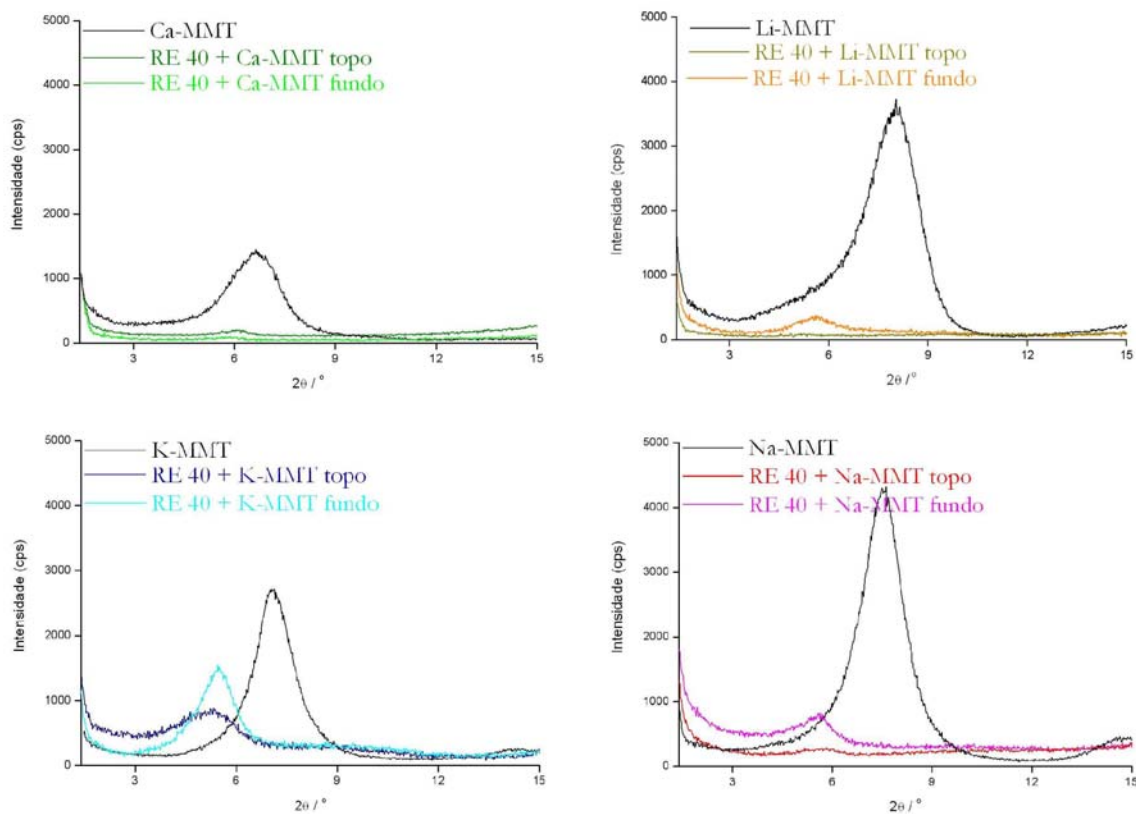 5000
4000
3000
2000
1000
0
Intensidade (cps)
Ca-MMT
RE 40 + Ca-MMT topo
RE 40 + Ca-MMT fundo
3
6
9
12
15
2θ / °
5000
4000
3000
2000
1000
0
Intensidade (cps)
Li-MMT
RE 40 + Li-MMT topo
RE 40 + Li-MMT fundo
3
6
9
12
15
2θ /°
5000
4000
3000
2000
1000
0
Intensidade (cps)
K-MMT
RE 40 + K-MMT topo
RE 40 + K-MMT fundo
3
6
9
12
15
2θ / °
5000
4000
3000
2000
1000
0
Intensidade (cps)
Na-MMT
RE 40 + Na-MMT topo
RE 40 + Na-MMT fundo
3
6
9
12
15
2θ / °